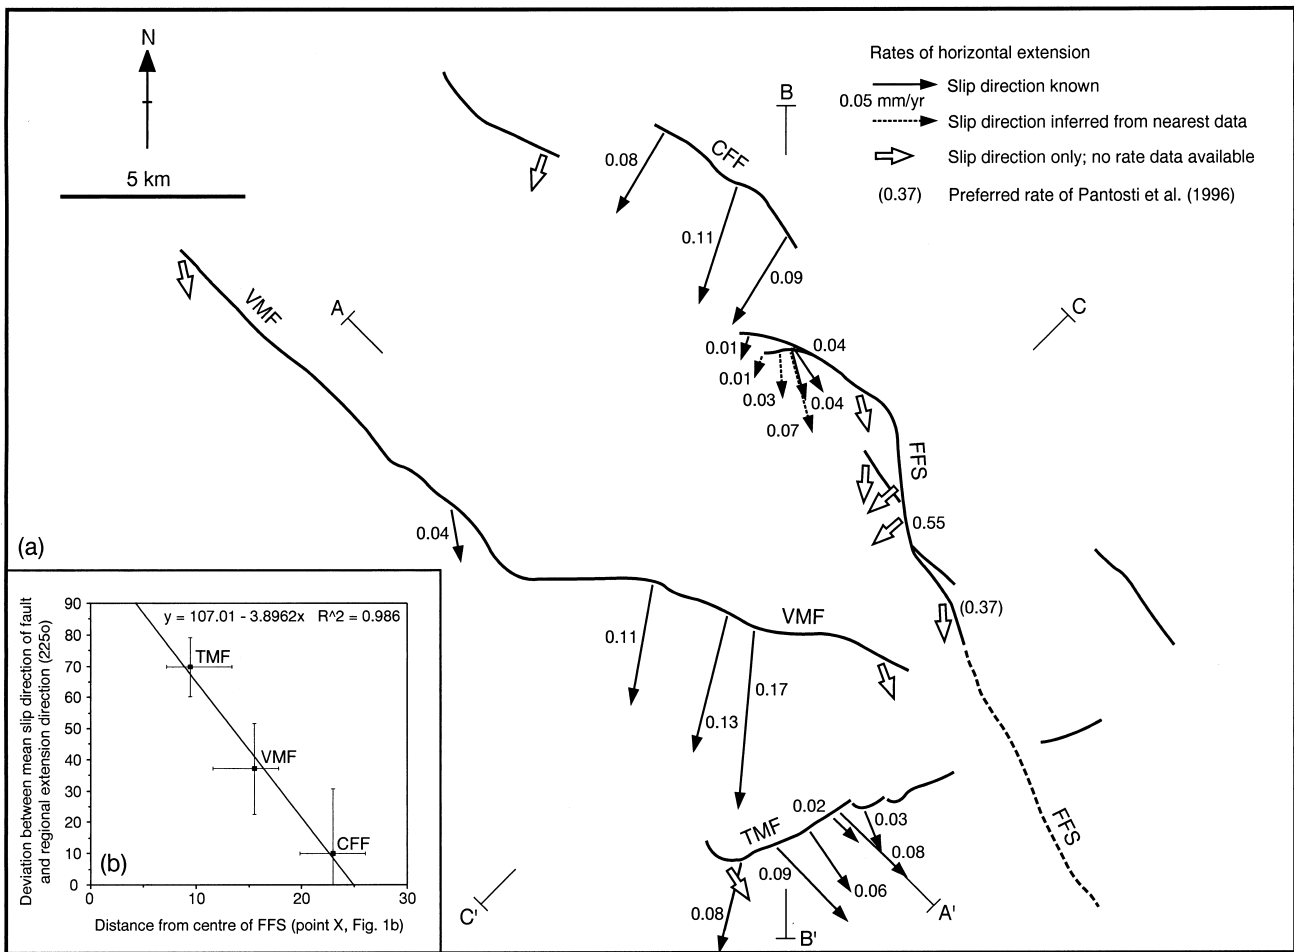 N
5 km
Rates of horizontal extension
Slip direction known
0.05 mm/yr
Slip direction inferred from nearest data
Slip direction only; no rate data available
(0.37) Preferred rate of Pantosti et al. (1996)
B
CFF
0.08
0.11
0.09
VMF
A
C
0.01
0.04
0.01
0.03
0.04
0.07
FFS
0.55
0.04
(a)
(0.37)
VMF
0.11
0.17
0.13
0.02
0.03
TMF
0.08
0.09
0.06
FFS
0.08
C'
A'
B'
y = 107.01 - 3.8962x R^2 = 0.986
TMF
VMF
CFF
(b)
90
80
70
60
50
40
30
20
10
0
0 10 20 30
Deviation between mean slip direction of fault
and regional extension direction (225o)
Distance from centre of FFS (point X, Fig. 1b)